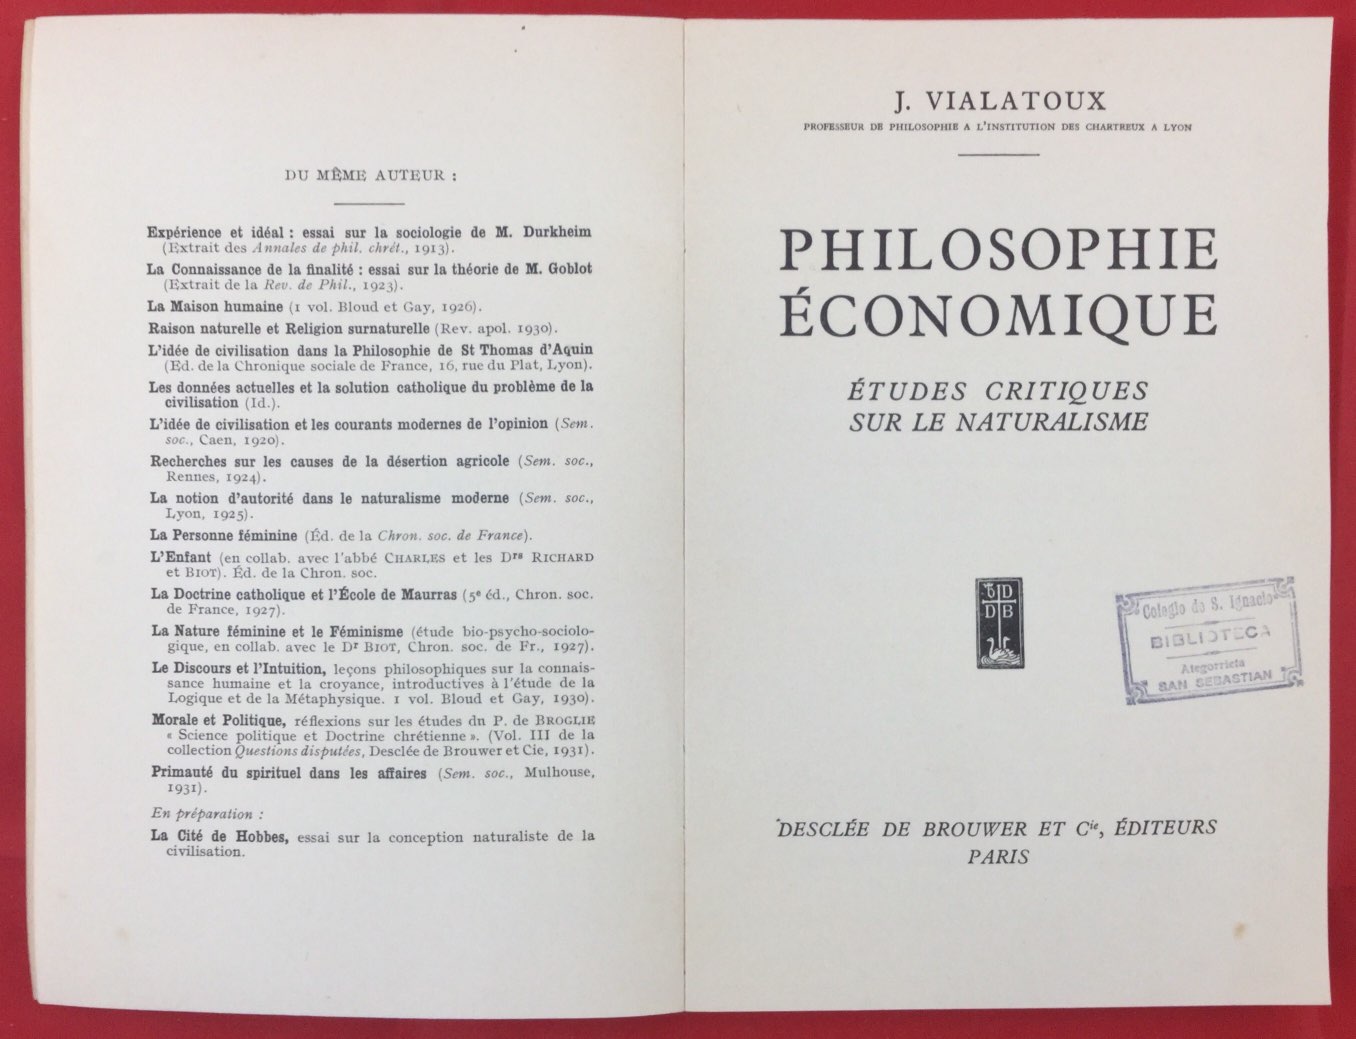 DU MÊME AUTEUR :
Expérience et idéal : essai sur la sociologie de M. Durkheim
(Extrait des Annales de phil. chrét., 1913).
La Connaissance de la finalité : essai sur la théorie de M. Goblot
(Extrait de la Rev. de Phil., 1923).
La Maison humaine (1 vol. Bloud et Gay, 1926).
Raison naturelle et Religion surnaturelle (Rev. apol. 1930).
L'idée de civilisation dans la Philosophie de St Thomas d'Aquin
(Ed. de la Chronique sociale de France, 16, rue du Plat, Lyon).
Les données actuelles et la solution catholique du problème de la
civilisation (Id.).
L'idée de civilisation et les courants modernes de l'opinion (Sem.
soc., Caen, 1920).
Recherches sur les causes de la désertion agricole (Sem. soc.,
Rennes, 1924).
La notion d'autorité dans le naturalisme moderne (Sem. soc.,
Lyon, 1925).
La Personne féminine (Éd. de la Chron. soc. de France).
L'Enfant (en collab. avec l'abbé CHARLES et les Drs RICHARD
et BIOT). Éd. de la Chron. soc.
La Doctrine catholique et l'École de Maurras (5e éd., Chron. soc.
de France, 1927).
La Nature féminine et le Féminisme (étude bio-psycho-sociolo-
gique, en collab. avec le Dr BIOT, Chron. soc. de Fr., 1927).
Le Discours et l'Intuition, leçons philosophiques sur la connais-
sance humaine et la croyance, introductives à l'étude de la
Logique et de la Métaphysique. 1 vol. Bloud et Gay, 1930).
Morale et Politique, réflexions sur les études dn P. de BROGLIE
« Science politique et Doctrine chrétienne ». (Vol. III de la
collection Questions disputées, Desclée de Brouwer et Cie, 1931).
Primauté du spirituel dans les affaires (Sem. soc., Mulhouse,
1931).
En préparation :
La Cité de Hobbes, essai sur la conception naturaliste de la
civilisation.
J. VIALATOUX
PROFESSEUR DE PHILOSOPHIE A L'INSTITUTION DES CHARTREUX A LYON
PHILOSOPHIE
ÉCONOMIQUE
ÉTUDES CRITIQUES
SUR LE NATURALISME
DDB
Colegio de S. Ignacio
BIBLIOTECA
Ategorrieta
SAN SEBASTIAN
DESCLÉE DE BROUWER ET Cie, ÉDITEURS
PARIS